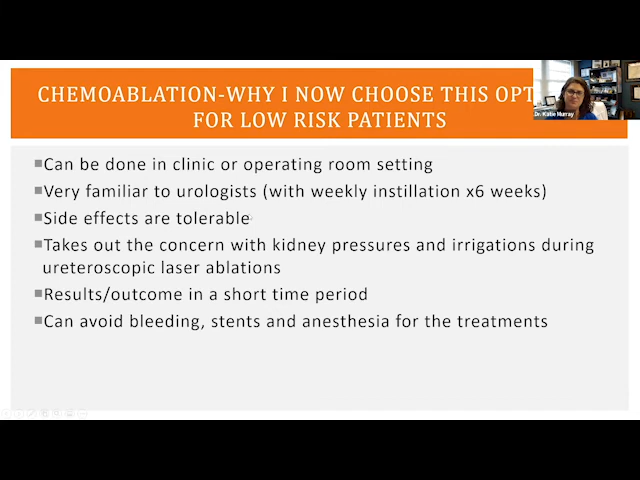 CHEMOABLATION-WHY I NOW CHOOSE THIS OPT
FOR LOW RISK PATIENTS
Dr. Katie Murray
Can be done in clinic or operating room setting
Very familiar to urologists (with weekly instillation x6 weeks)
Side effects are tolerable
Takes out the concern with kidney pressures and irrigations during
ureteroscopic laser ablations
Results/outcome in a short time period
Can avoid bleeding, stents and anesthesia for the treatments